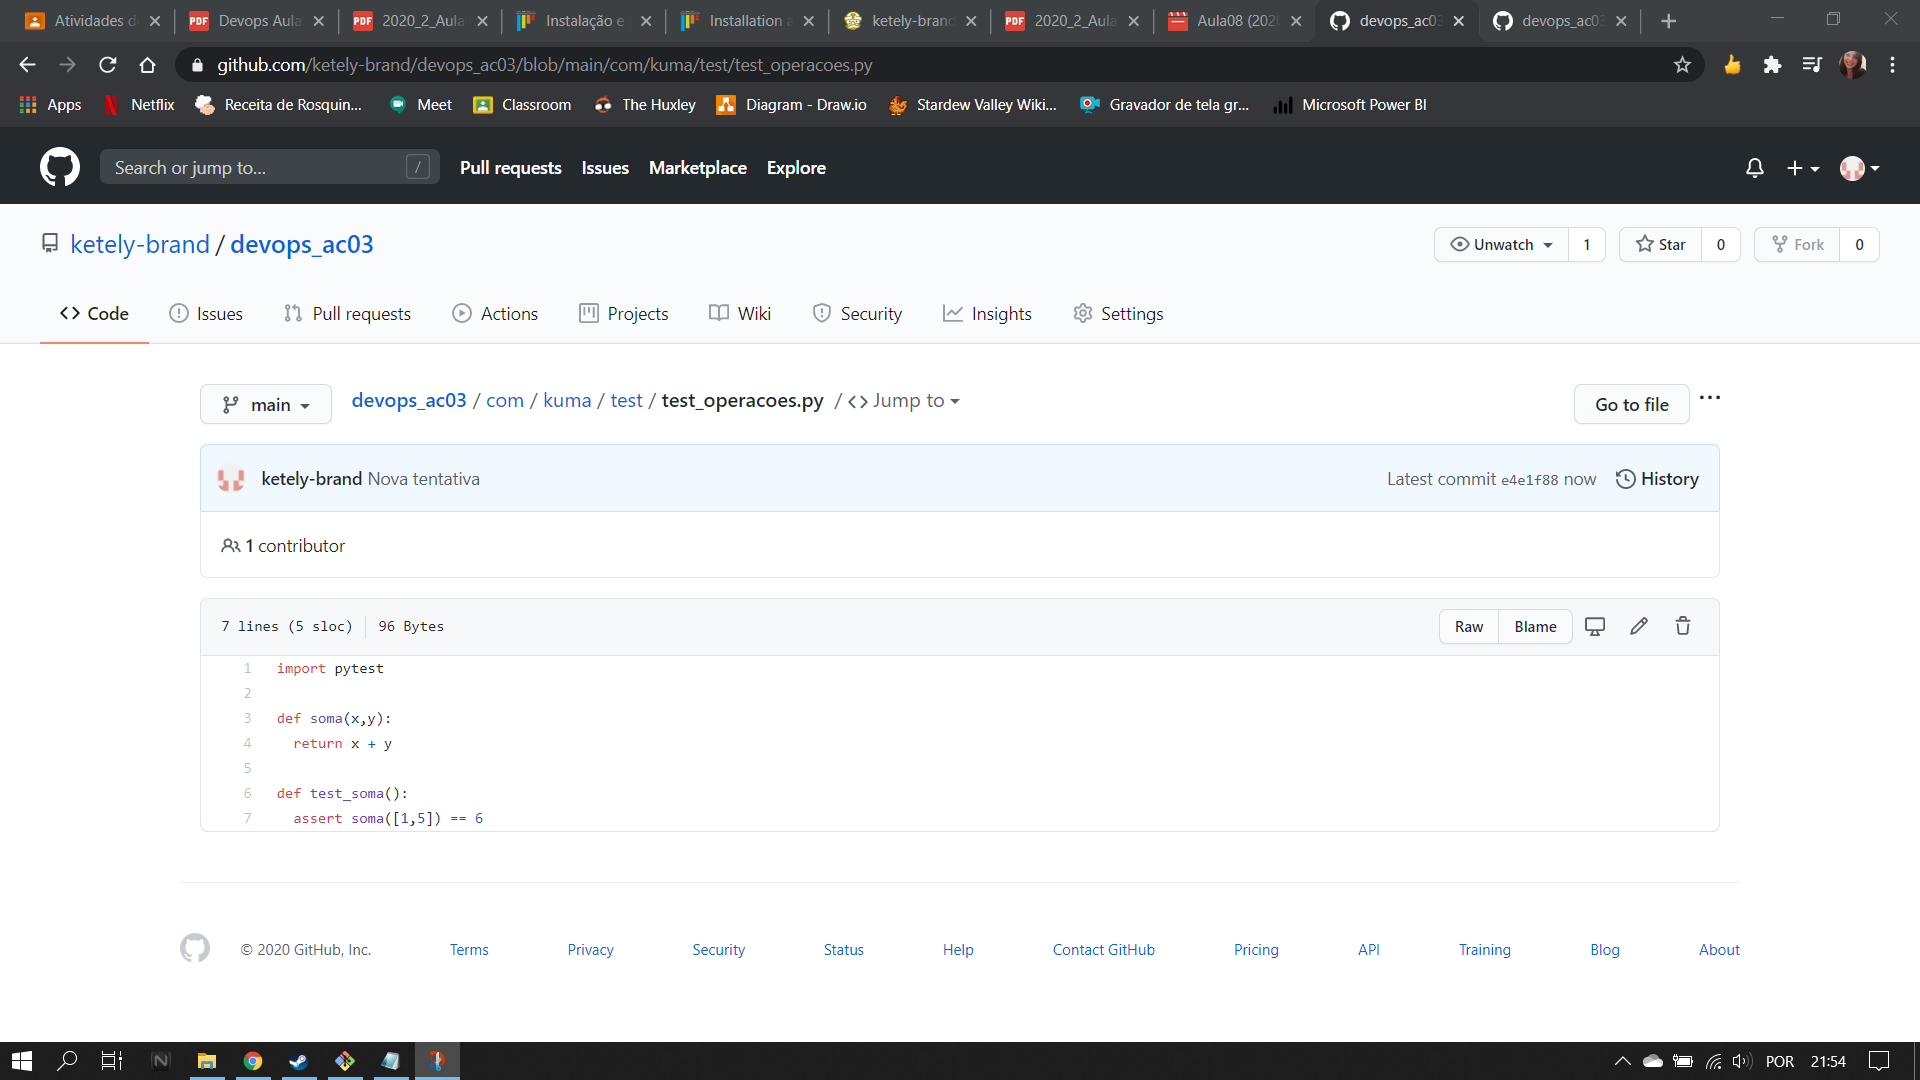 Atividades d
Devops Aula
2020_2_Aula
Instalação e
Installation a
ketely-brand
2020_2_Aula
Aula08 (202
devops_ac03
devops_ac03
github.com/ketely-brand/devops_ac03/blob/main/com/kuma/test/test_operacoes.py
Apps Netflix Receita de Rosquin... Meet Classroom The Huxley Diagram - Draw.io Stardew Valley Wiki... Gravador de tela gr... Microsoft Power BI
Search or jump to... / Pull requests Issues Marketplace Explore
ketely-brand / devops_ac03 Unwatch 1 Star 0 Fork 0
Code Issues Pull requests Actions Projects Wiki Security Insights Settings
main devops_ac03 / com / kuma / test / test_operacoes.py / <> Jump to Go to file ...
ketely-brand Nova tentativa Latest commit e4e1f88 now History
1 contributor
7 lines (5 sloc) 96 Bytes Raw Blame
1 import pytest
2
3 def soma(x,y):
4 return x + y
5
6 def test_soma():
7 assert soma([1,5]) == 6
© 2020 GitHub, Inc. Terms Privacy Security Status Help Contact GitHub Pricing API Training Blog About
POR 21:54